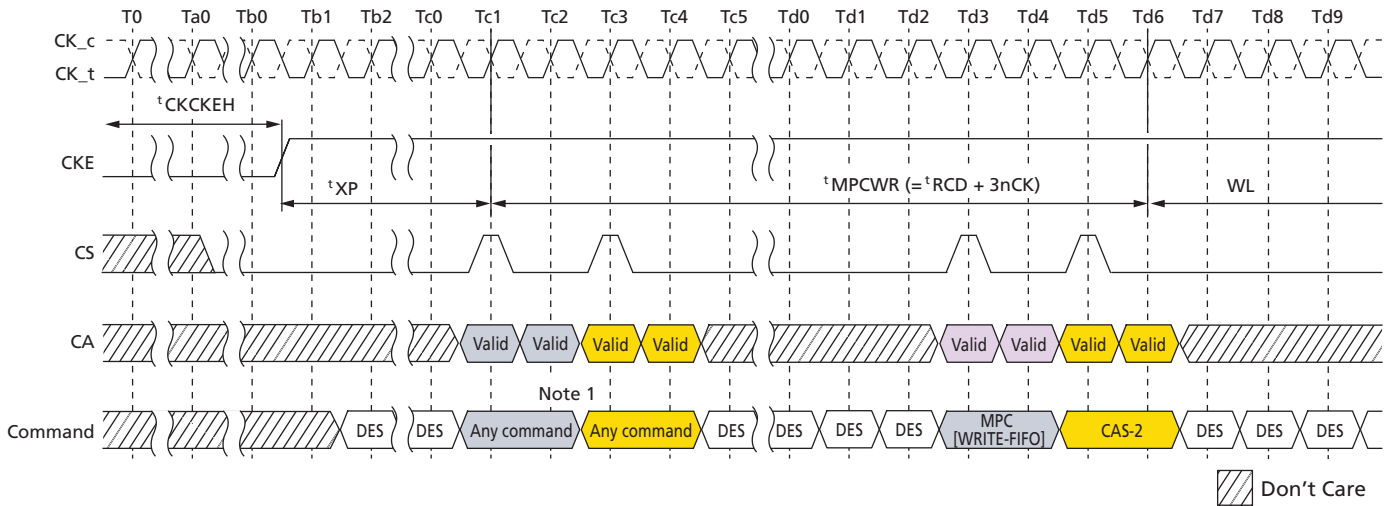 T0 Ta0 Tb0 Tb1 Tb2 Tc0 Tc1 Tc2 Tc3 Tc4 Tc5 Td0 Td1 Td2 Td3 Td4 Td5 Td6 Td7 Td8 Td9
CK_c
CK_t
tCKCKEH
CKE
tXP tMPCWR (= tRCD + 3nCK) WL
CS
CA Valid Valid Valid Valid Valid Valid Valid Valid
Note 1
Command DES DES Any command Any command DES DES DES DES MPC [WRITE-FIFO] CAS-2 DES DES DES
Don't Care